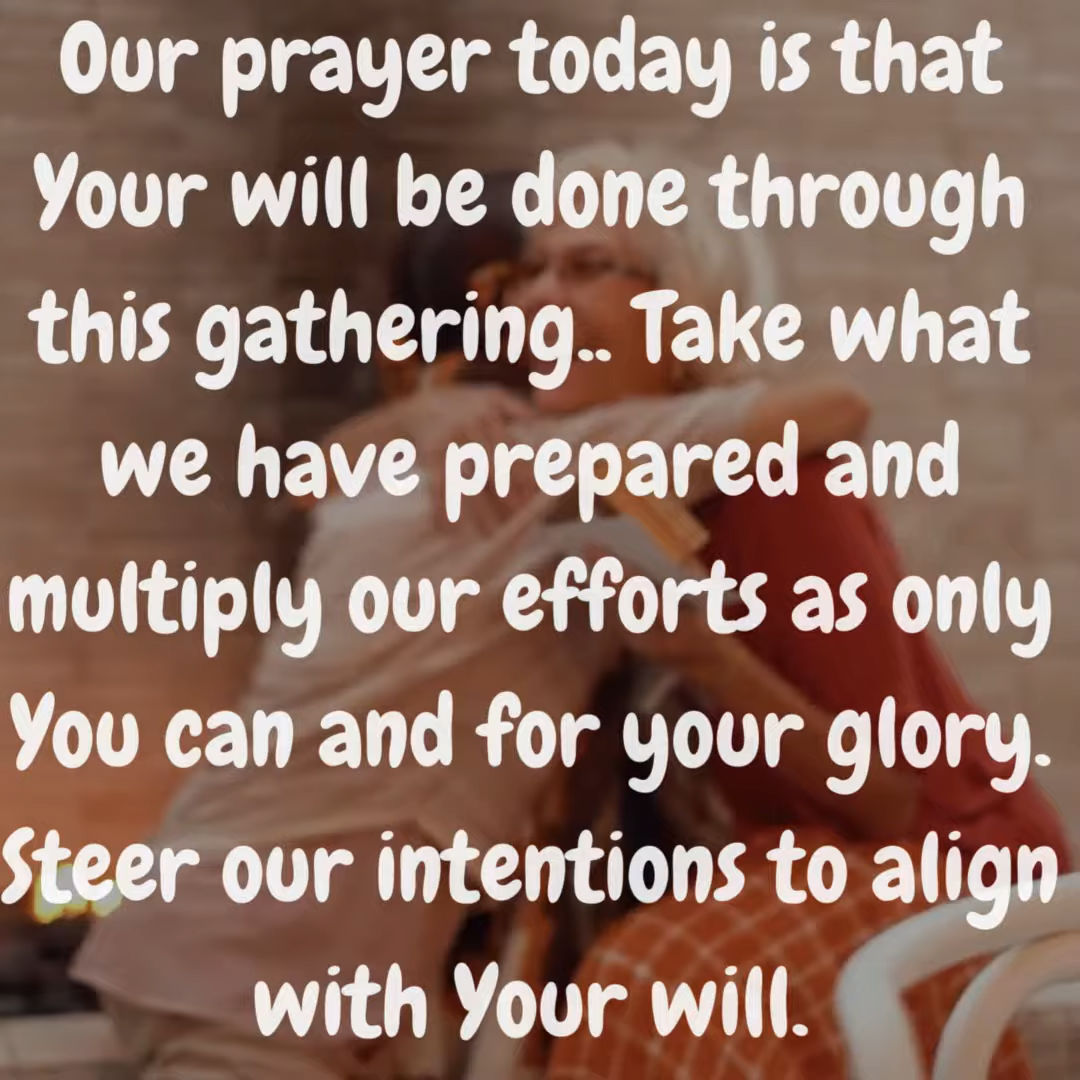 Our prayer today is that
Your will be done through
this gathering.. Take what
we have prepared and
multiply our efforts as only
You can and for your glory.
Steer our intentions to align
with Your will.